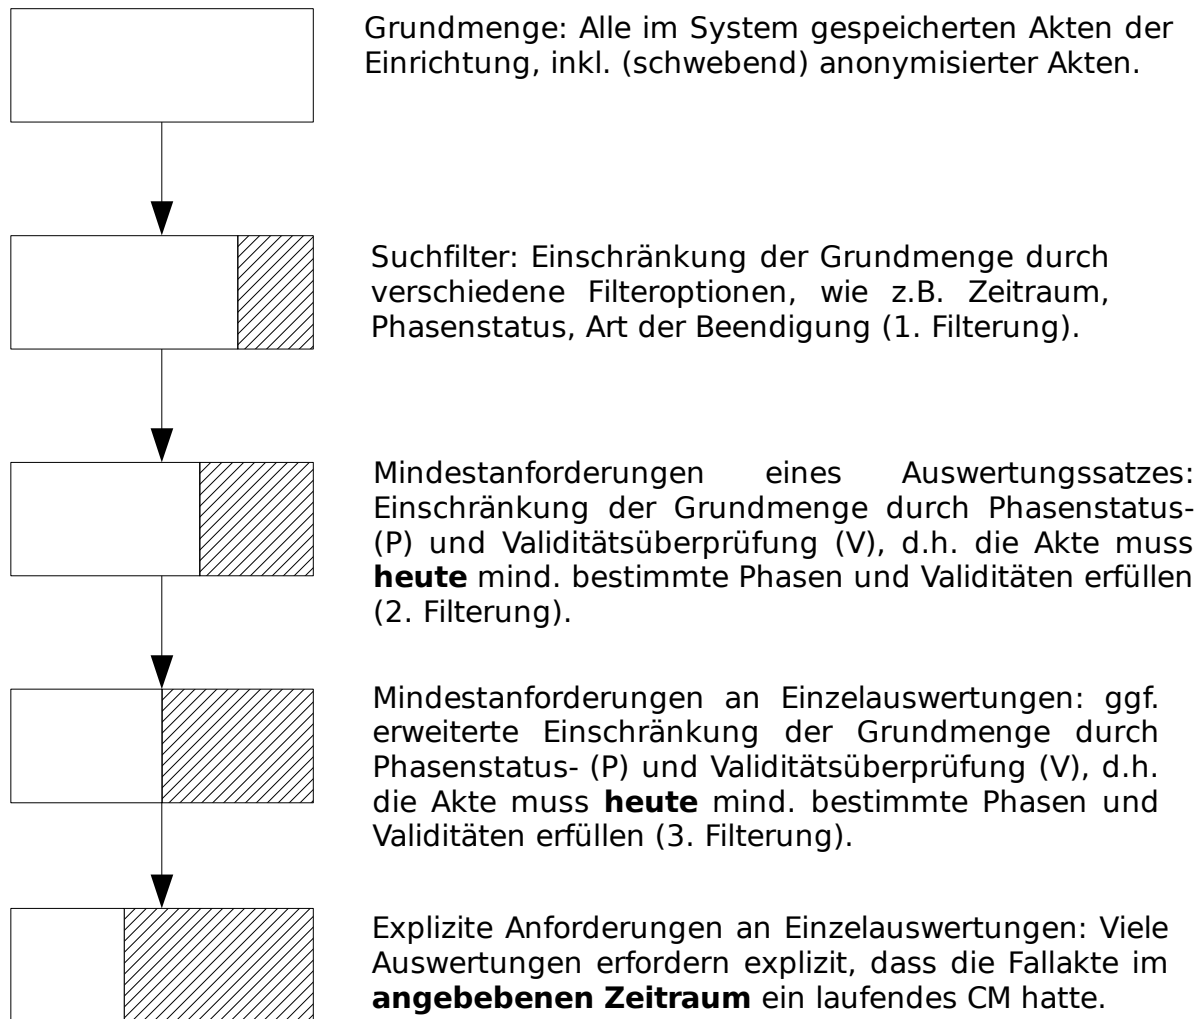 Grundmenge: Alle im System gespeicherten Akten der
Einrichtung, inkl. (schwebend) anonymisierter Akten.
Suchfilter: Einschränkung der Grundmenge durch
verschiedene Filteroptionen, wie z.B. Zeitraum,
Phasenstatus, Art der Beendigung (1. Filterung).
Mindestanforderungen eines Auswertungssatzes:
Einschränkung der Grundmenge durch Phasenstatus-
(P) und Validitätsüberprüfung (V), d.h. die Akte muss
heute mind. bestimmte Phasen und Validitäten erfüllen
(2. Filterung).
Mindestanforderungen an Einzelauswertungen: ggf.
erweiterte Einschränkung der Grundmenge durch
Phasenstatus- (P) und Validitätsüberprüfung (V), d.h.
die Akte muss heute mind. bestimmte Phasen und
Validitäten erfüllen (3. Filterung).
Explizite Anforderungen an Einzelauswertungen: Viele
Auswertungen erfordern explizit, dass die Fallakte im
angebebenen Zeitraum ein laufendes CM hatte.